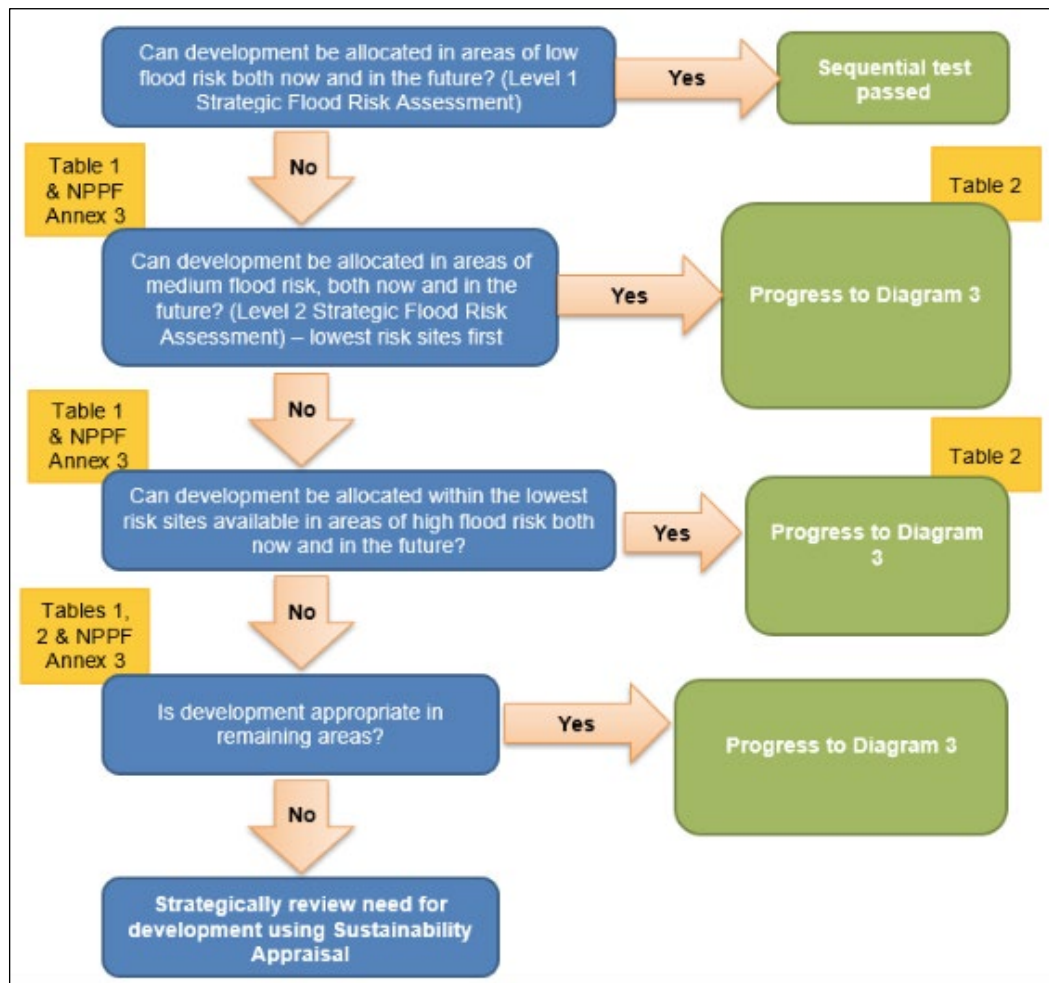 Can development be allocated in areas of low
flood risk both now and in the future? (Level 1
Strategic Flood Risk Assessment)
Yes
Sequential test
passed
No
Table 1
& NPPF
Annex 3
Table 2
Can development be allocated in areas of
medium flood risk, both now and in the
future? (Level 2 Strategic Flood Risk
Assessment) – lowest risk sites first
Yes
Progress to Diagram 3
No
Table 1
& NPPF
Annex 3
Table 2
Can development be allocated within the lowest
risk sites available in areas of high flood risk both
now and in the future?
Yes
Progress to Diagram
3
No
Tables 1,
2 & NPPF
Annex 3
Is development appropriate in
remaining areas?
Yes
Progress to Diagram 3
No
Strategically review need for
development using Sustainability
Appraisal